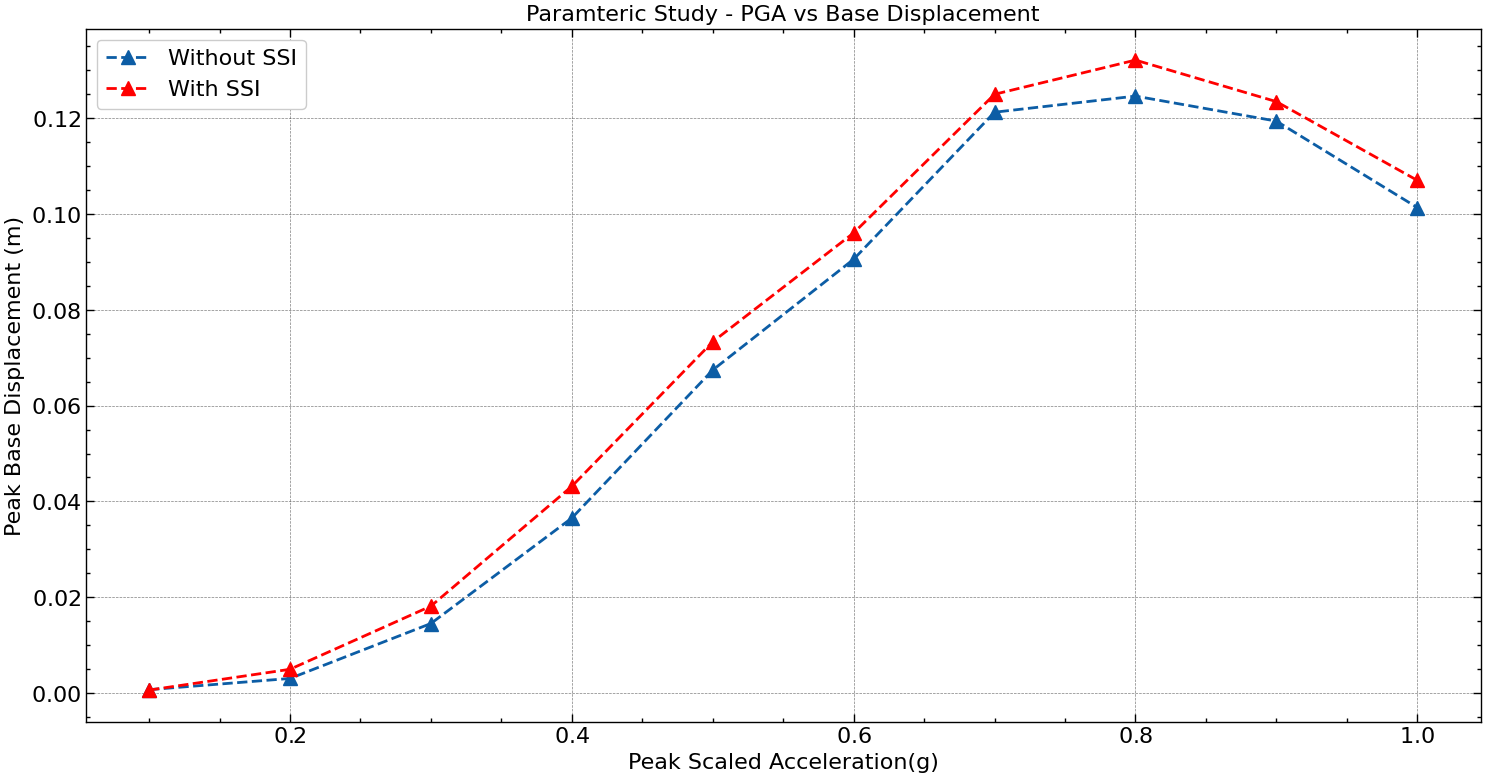 Paramteric Study - PGA vs Base Displacement
Without SSI
With SSI
Peak Base Displacement (m)
0.12
0.10
0.08
0.06
0.04
0.02
0.00
0.2
0.4
0.6
0.8
1.0
Peak Scaled Acceleration(g)